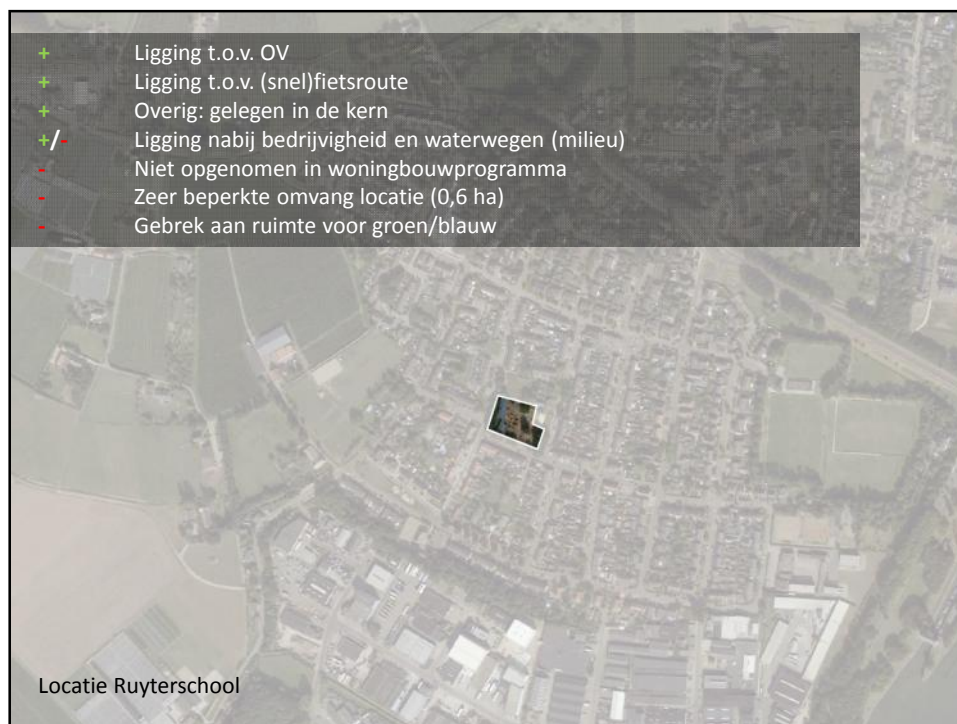 + Ligging t.o.v. OV
+ Ligging t.o.v. (snel)fietsroute
+ Overig: gelegen in de kern
+/- Ligging nabij bedrijvigheid en waterwegen (milieu)
- Niet opgenomen in woningbouwprogramma
- Zeer beperkte omvang locatie (0,6 ha)
- Gebrek aan ruimte voor groen/blauw
Locatie Ruyterschool